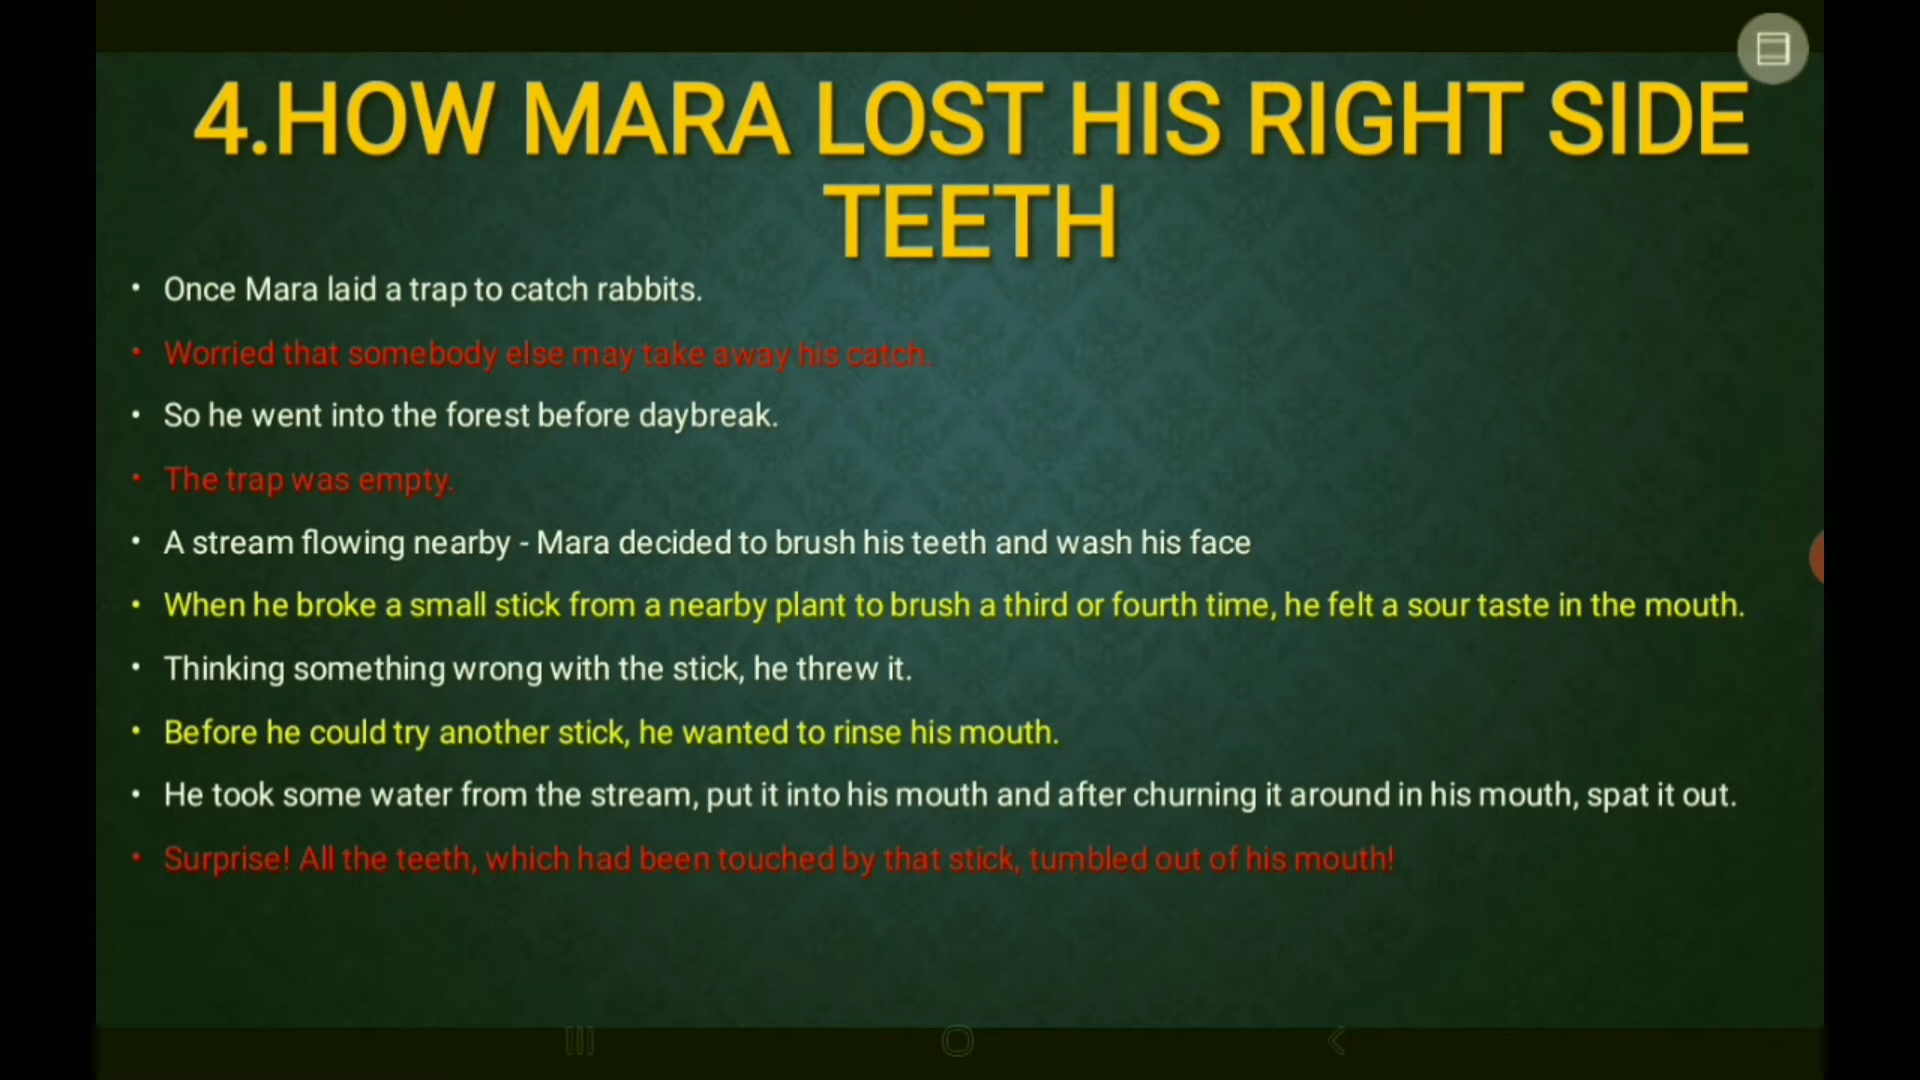 4.HOW MARA LOST HIS RIGHT SIDE
TEETH
• Once Mara laid a trap to catch rabbits.
• Worried that somebody else may take away his catch.
• So he went into the forest before daybreak.
• The trap was empty.
• A stream flowing nearby - Mara decided to brush his teeth and wash his face
• When he broke a small stick from a nearby plant to brush a third or fourth time, he felt a sour taste in the mouth.
• Thinking something wrong with the stick, he threw it.
• Before he could try another stick, he wanted to rinse his mouth.
• He took some water from the stream, put it into his mouth and after churning it around in his mouth, spat it out.
• Surprise! All the teeth, which had been touched by that stick, tumbled out of his mouth!